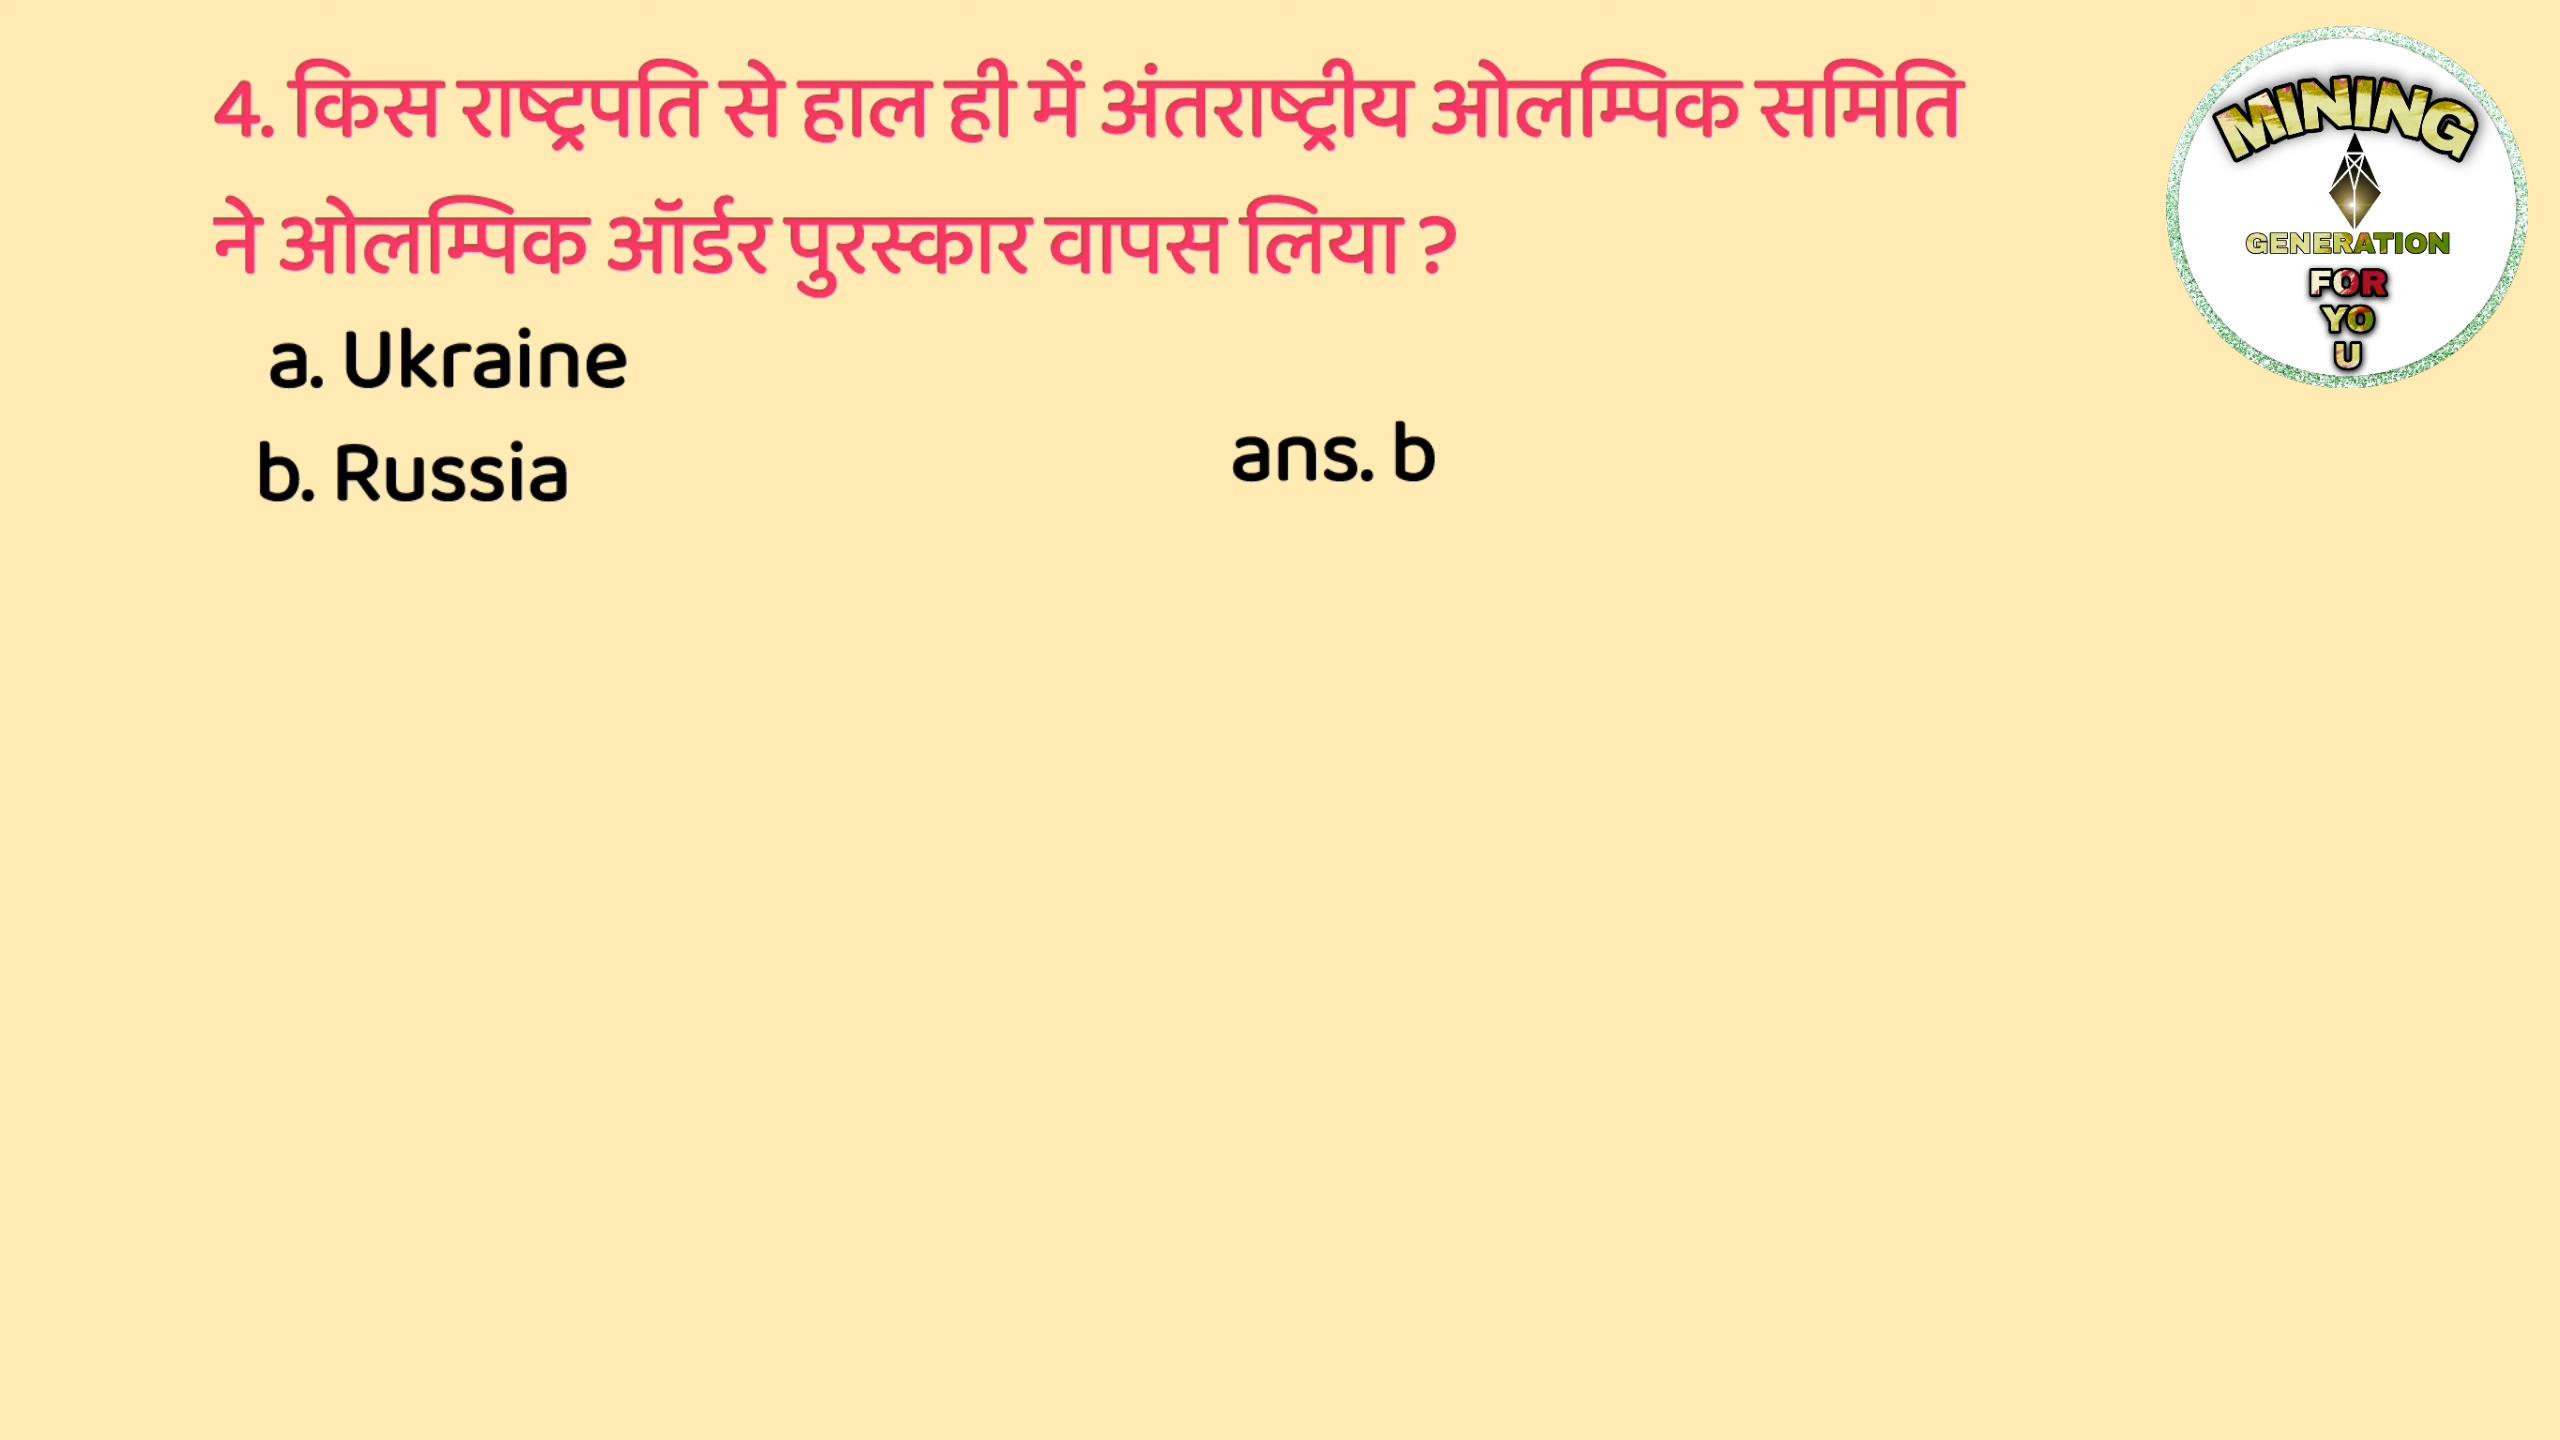 4. किस राष्ट्रपति से हाल ही में अंतराष्ट्रीय ओलम्पिक समिति
ने ओलम्पिक ऑर्डर पुरस्कार वापस लिया ?
a. Ukraine
b. Russia
ans. b
MINING
GENERATION
FOR
YO
U